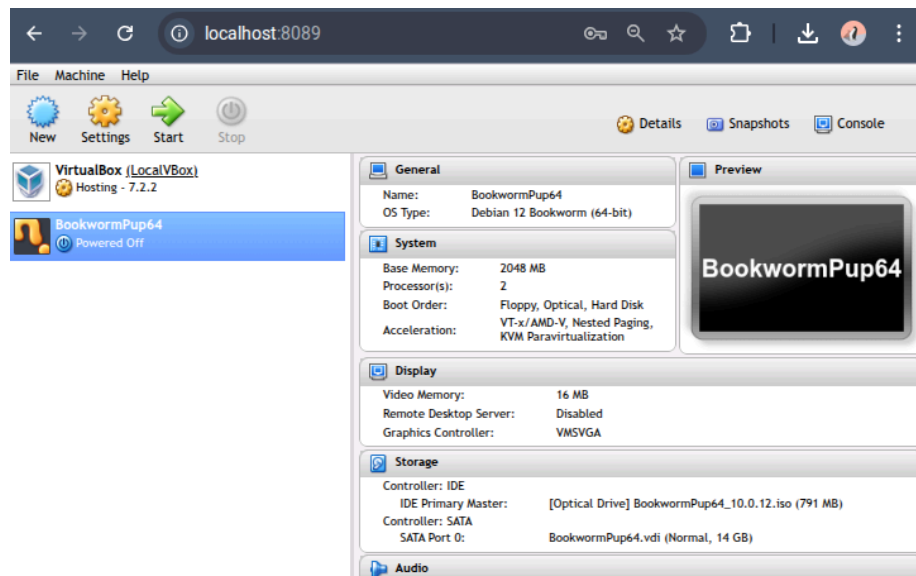 localhost:8089
File Machine Help
New Settings Start Stop
Details Snapshots Console
VirtualBox (LocalVBox)
Hosting - 7.2.2
BookwormPup64
Powered Off
General
Name: BookwormPup64
OS Type: Debian 12 Bookworm (64-bit)
System
Base Memory: 2048 MB
Processor(s): 2
Boot Order: Floppy, Optical, Hard Disk
Acceleration: VT-x/AMD-V, Nested Paging,
KVM Paravirtualization
Preview
BookwormPup64
Display
Video Memory: 16 MB
Remote Desktop Server: Disabled
Graphics Controller: VMSVGA
Storage
Controller: IDE
IDE Primary Master: [Optical Drive] BookwormPup64_10.0.12.iso (791 MB)
Controller: SATA
SATA Port 0: BookwormPup64.vdi (Normal, 14 GB)
Audio